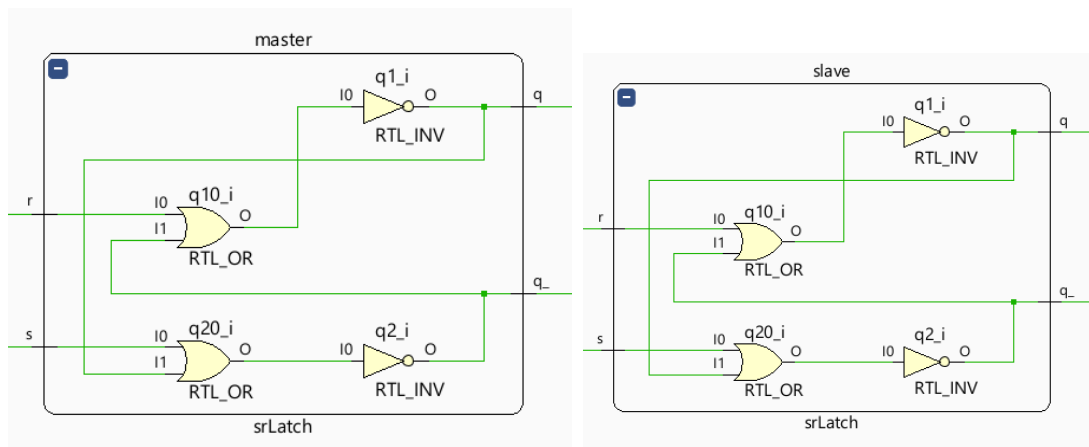 master
q1_i
I0 O
q
RTL_INV
q10_i
r
I0
O
I1
RTL_OR
q_
q20_i
q2_i
s
I0
O
I0
O
I1
RTL_OR
RTL_INV
srLatch
slave
q1_i
I0 O
q
RTL_INV
q10_i
r
I0
O
I1
RTL_OR
q_
q20_i
q2_i
s
I0
O
I0
O
I1
RTL_OR
RTL_INV
srLatch